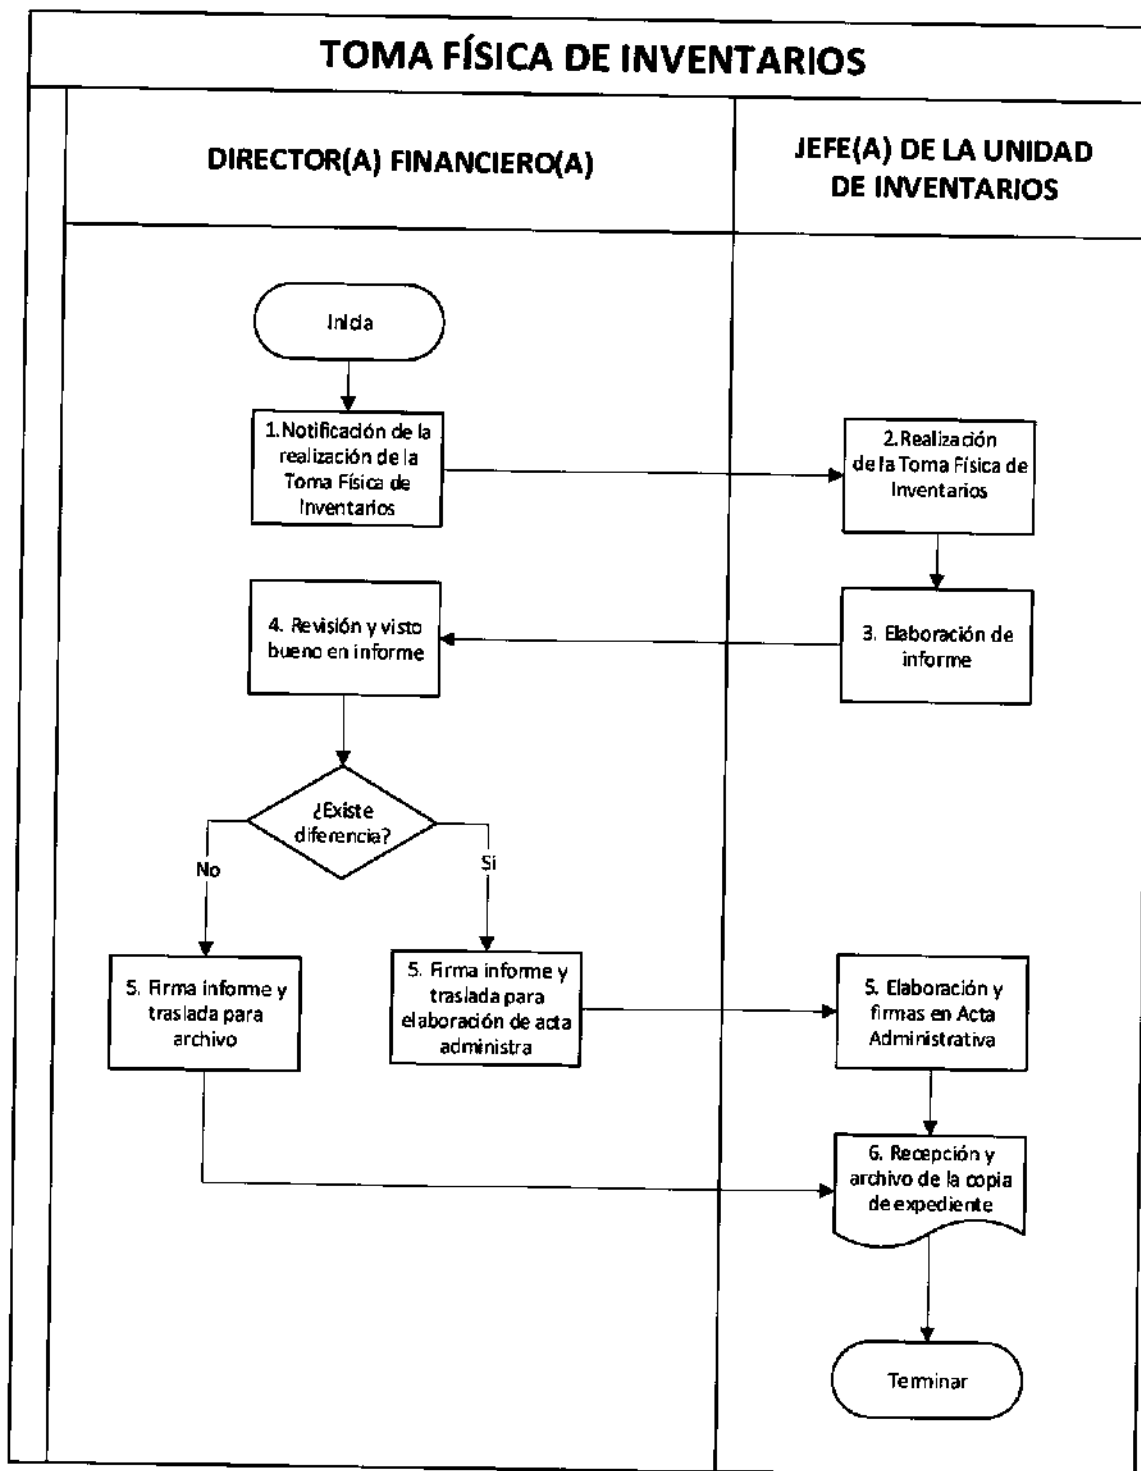 TOMA FÍSICA DE INVENTARIOS
DIRECTOR(A) FINANCIERO(A)
JEFE(A) DE LA UNIDAD
DE INVENTARIOS
Inicia
1.Notificación de la
realización de la
Toma Física de
Inventarios
2.Realización
de la Toma Física de
Inventarios
3. Elaboración de
informe
4. Revisión y visto
bueno en informe
¿Existe
diferencia?
No
Si
5. Firma informe y
traslada para
archivo
5. Firma informe y
traslada para
elaboración de acta
administra
5. Elaboración y
firmas en Acta
Administrativa
6. Recepción y
archivo de la copia
de expediente
Terminar